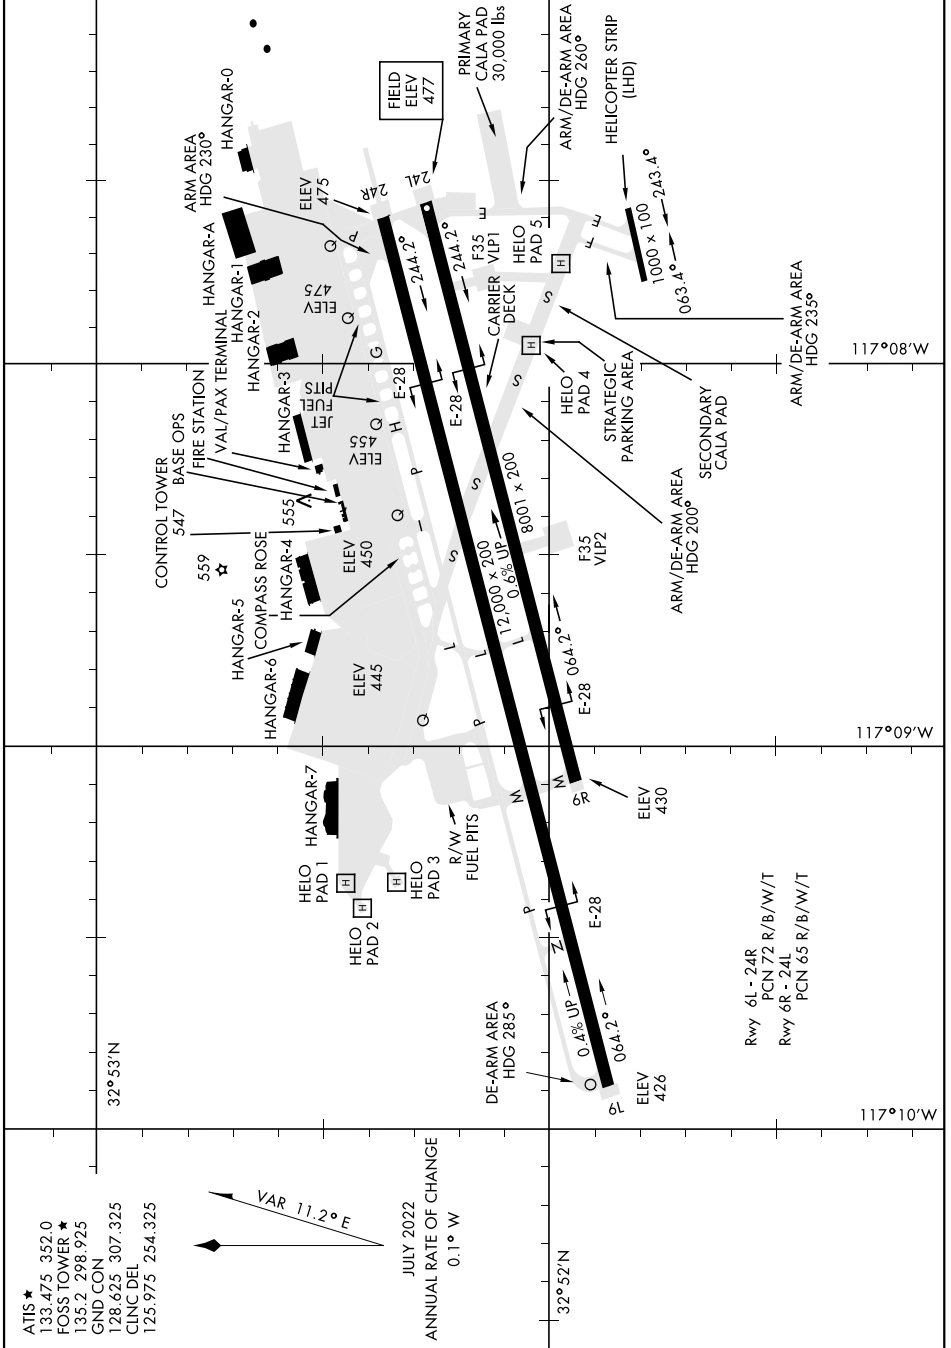 ATIS ★
133.475 352.0
FOSS TOWER ★
135.2 298.925
GND CON
128.625 307.325
CLNC DEL
125.975 254.325
VAR 11.2° E
JULY 2022
ANNUAL RATE OF CHANGE
0.1° W
32°53'N
32°52'N
117°10'W
117°09'W
117°08'W
HANGAR-0
ARM AREA
HDG 230°
HANGAR-A
HANGAR-1
HANGAR-2
VAL/PAX TERMINAL
HANGAR-3
FIRE STATION
BASE OPS
CONTROL TOWER
547
559
555
HANGAR-4
COMPASS ROSE
HANGAR-5
HANGAR-6
HANGAR-7
FIELD
ELEV
477
PRIMARY
CALA PAD
30,000 lbs
ARM/DE-ARM AREA
HDG 260°
HELICOPTER STRIP
(LHD)
ELEV
475
24R
24L
P
Q
ELEV
475
JET
FUEL
PITS
Q
G
Q
ELEV
455
H
P
I
Q
ELEV
450
ELEV
445
Q
E-28
E-28
244.2°
244.2°
CARRIER
DECK
F35
VLP1
HELO
PAD 5
H
E
E
F
1000 x 100
243.4°
063.4°
ARM/DE-ARM AREA
HDG 235°
S
S
S
S
H
HELO
PAD 4
STRATEGIC
PARKING AREA
SECONDARY
CALA PAD
ARM/DE-ARM AREA
HDG 200°
F35
VLP2
12,000 x 200
8001 x 200
0.6% UP
L
L
L
P
064.2°
E-28
W
W
6R
ELEV
430
R/W
FUEL PITS
HELO
PAD 1
H
HELO
PAD 2
H
HELO
PAD 3
H
P
Z
E-28
DE-ARM AREA
HDG 285°
0.4% UP
064.2°
O
6L
ELEV
426
Rwy 6L - 24R
PCN 72 R/B/W/T
Rwy 6R - 24L
PCN 65 R/B/W/T